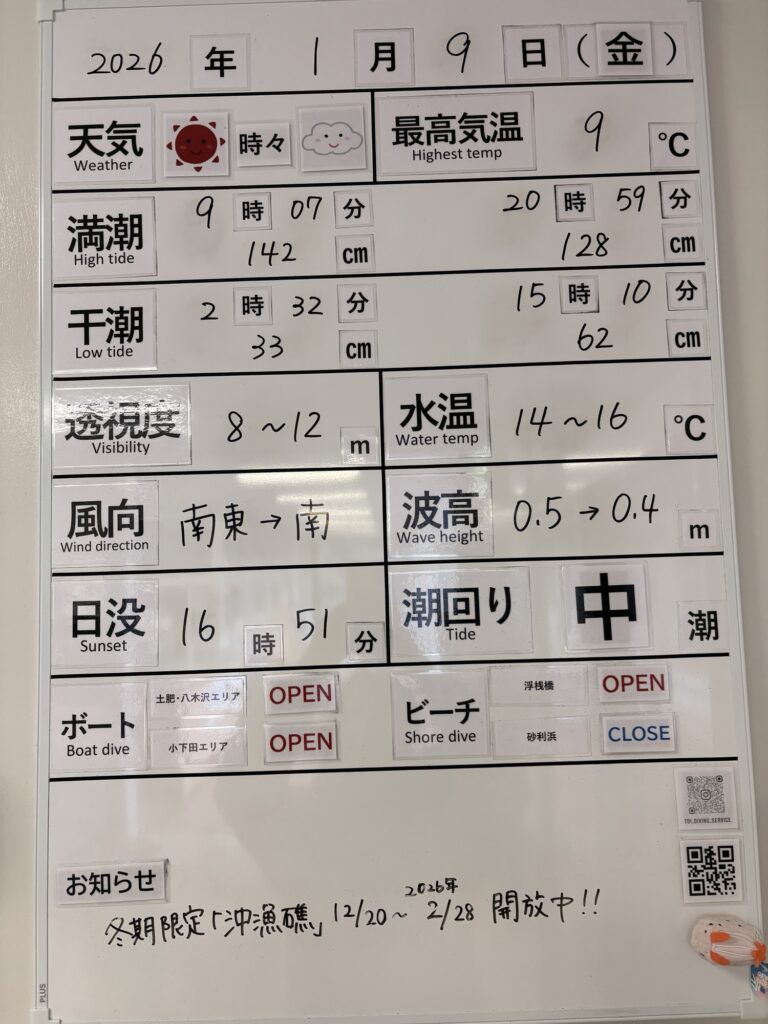 2026 年 1 月 9 日 (金)
天気 Weather 時々 最高気温 Highest temp 9 ℃
満潮 High tide 9 時 07 分 142 cm 20 時 59 分 128 cm
干潮 Low tide 2 時 32 分 33 cm 15 時 10 分 62 cm
透視度 Visibility 8～12 m 水温 Water temp 14～16 ℃
風向 Wind direction 南東→南 波高 Wave height 0.5→0.4 m
日没 Sunset 16 時 51 分 潮回り Tide 中 潮
ボート Boat dive 土肥・八木沢エリア OPEN 小下田エリア OPEN
ビーチ Shore dive 浮桟橋 OPEN 砂利浜 CLOSE
TOI.DIVING.SERVICE
お知らせ
冬期限定「沖漁礁」12/20～2026年2/28 開放中!!
PLUS